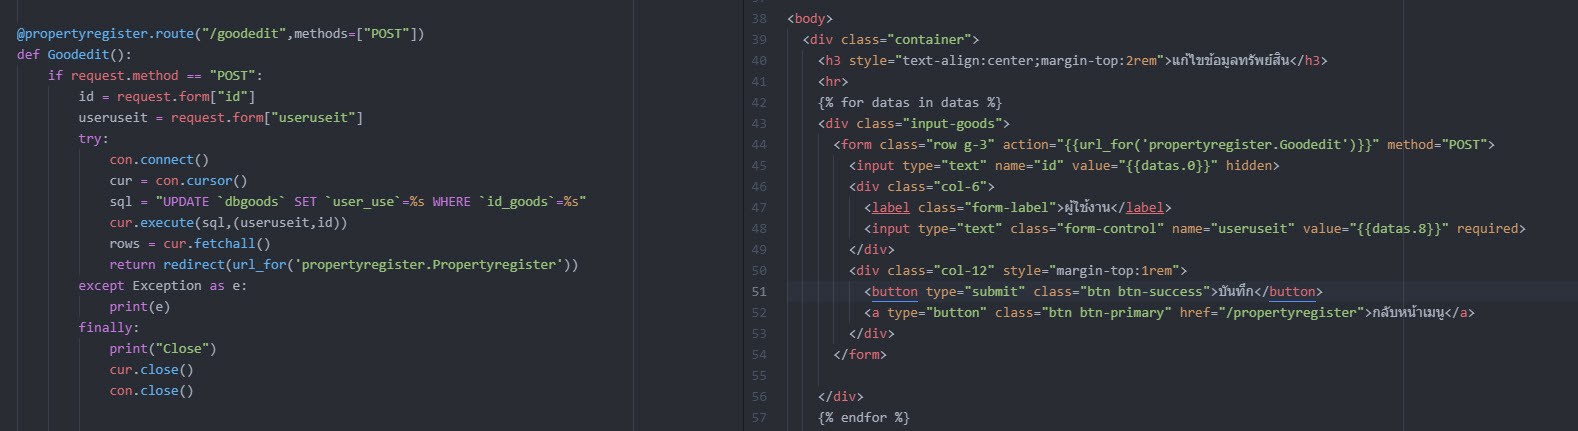 @propertyregister.route("/goodedit",methods=["POST"])
def Goodedit():
if request.method == "POST":
id = request.form["id"]
useruseit = request.form["useruseit"]
try:
con.connect()
cur = con.cursor()
sql = "UPDATE `dbgoods` SET `user_use`=%s WHERE `id_goods`=%s"
cur.execute(sql,(useruseit,id))
rows = cur.fetchall()
return redirect(url_for('propertyregister.Propertyregister'))
except Exception as e:
print(e)
finally:
print("Close")
cur.close()
con.close()
38 <body>
39 <div class="container">
40 <h3 style="text-align:center;margin-top:2rem">แก้ไขข้อมูลทรัพย์สิน</h3>
41 <hr>
42 {% for datas in datas %}
43 <div class="input-goods">
44 <form class="row g-3" action="{{url_for('propertyregister.Goodedit')}}" method="POST">
45 <input type="text" name="id" value="{{datas.0}}" hidden>
46 <div class="col-6">
47 <label class="form-label">ผู้ใช้งาน</label>
48 <input type="text" class="form-control" name="useruseit" value="{{datas.8}}" required>
49 </div>
50 <div class="col-12" style="margin-top:1rem">
51 <button type="submit" class="btn btn-success">บันทึก</button>
52 <a type="button" class="btn btn-primary" href="/propertyregister">กลับหน้าเมนู</a>
53 </div>
54 </form>
55
56 </div>
57 {% endfor %}